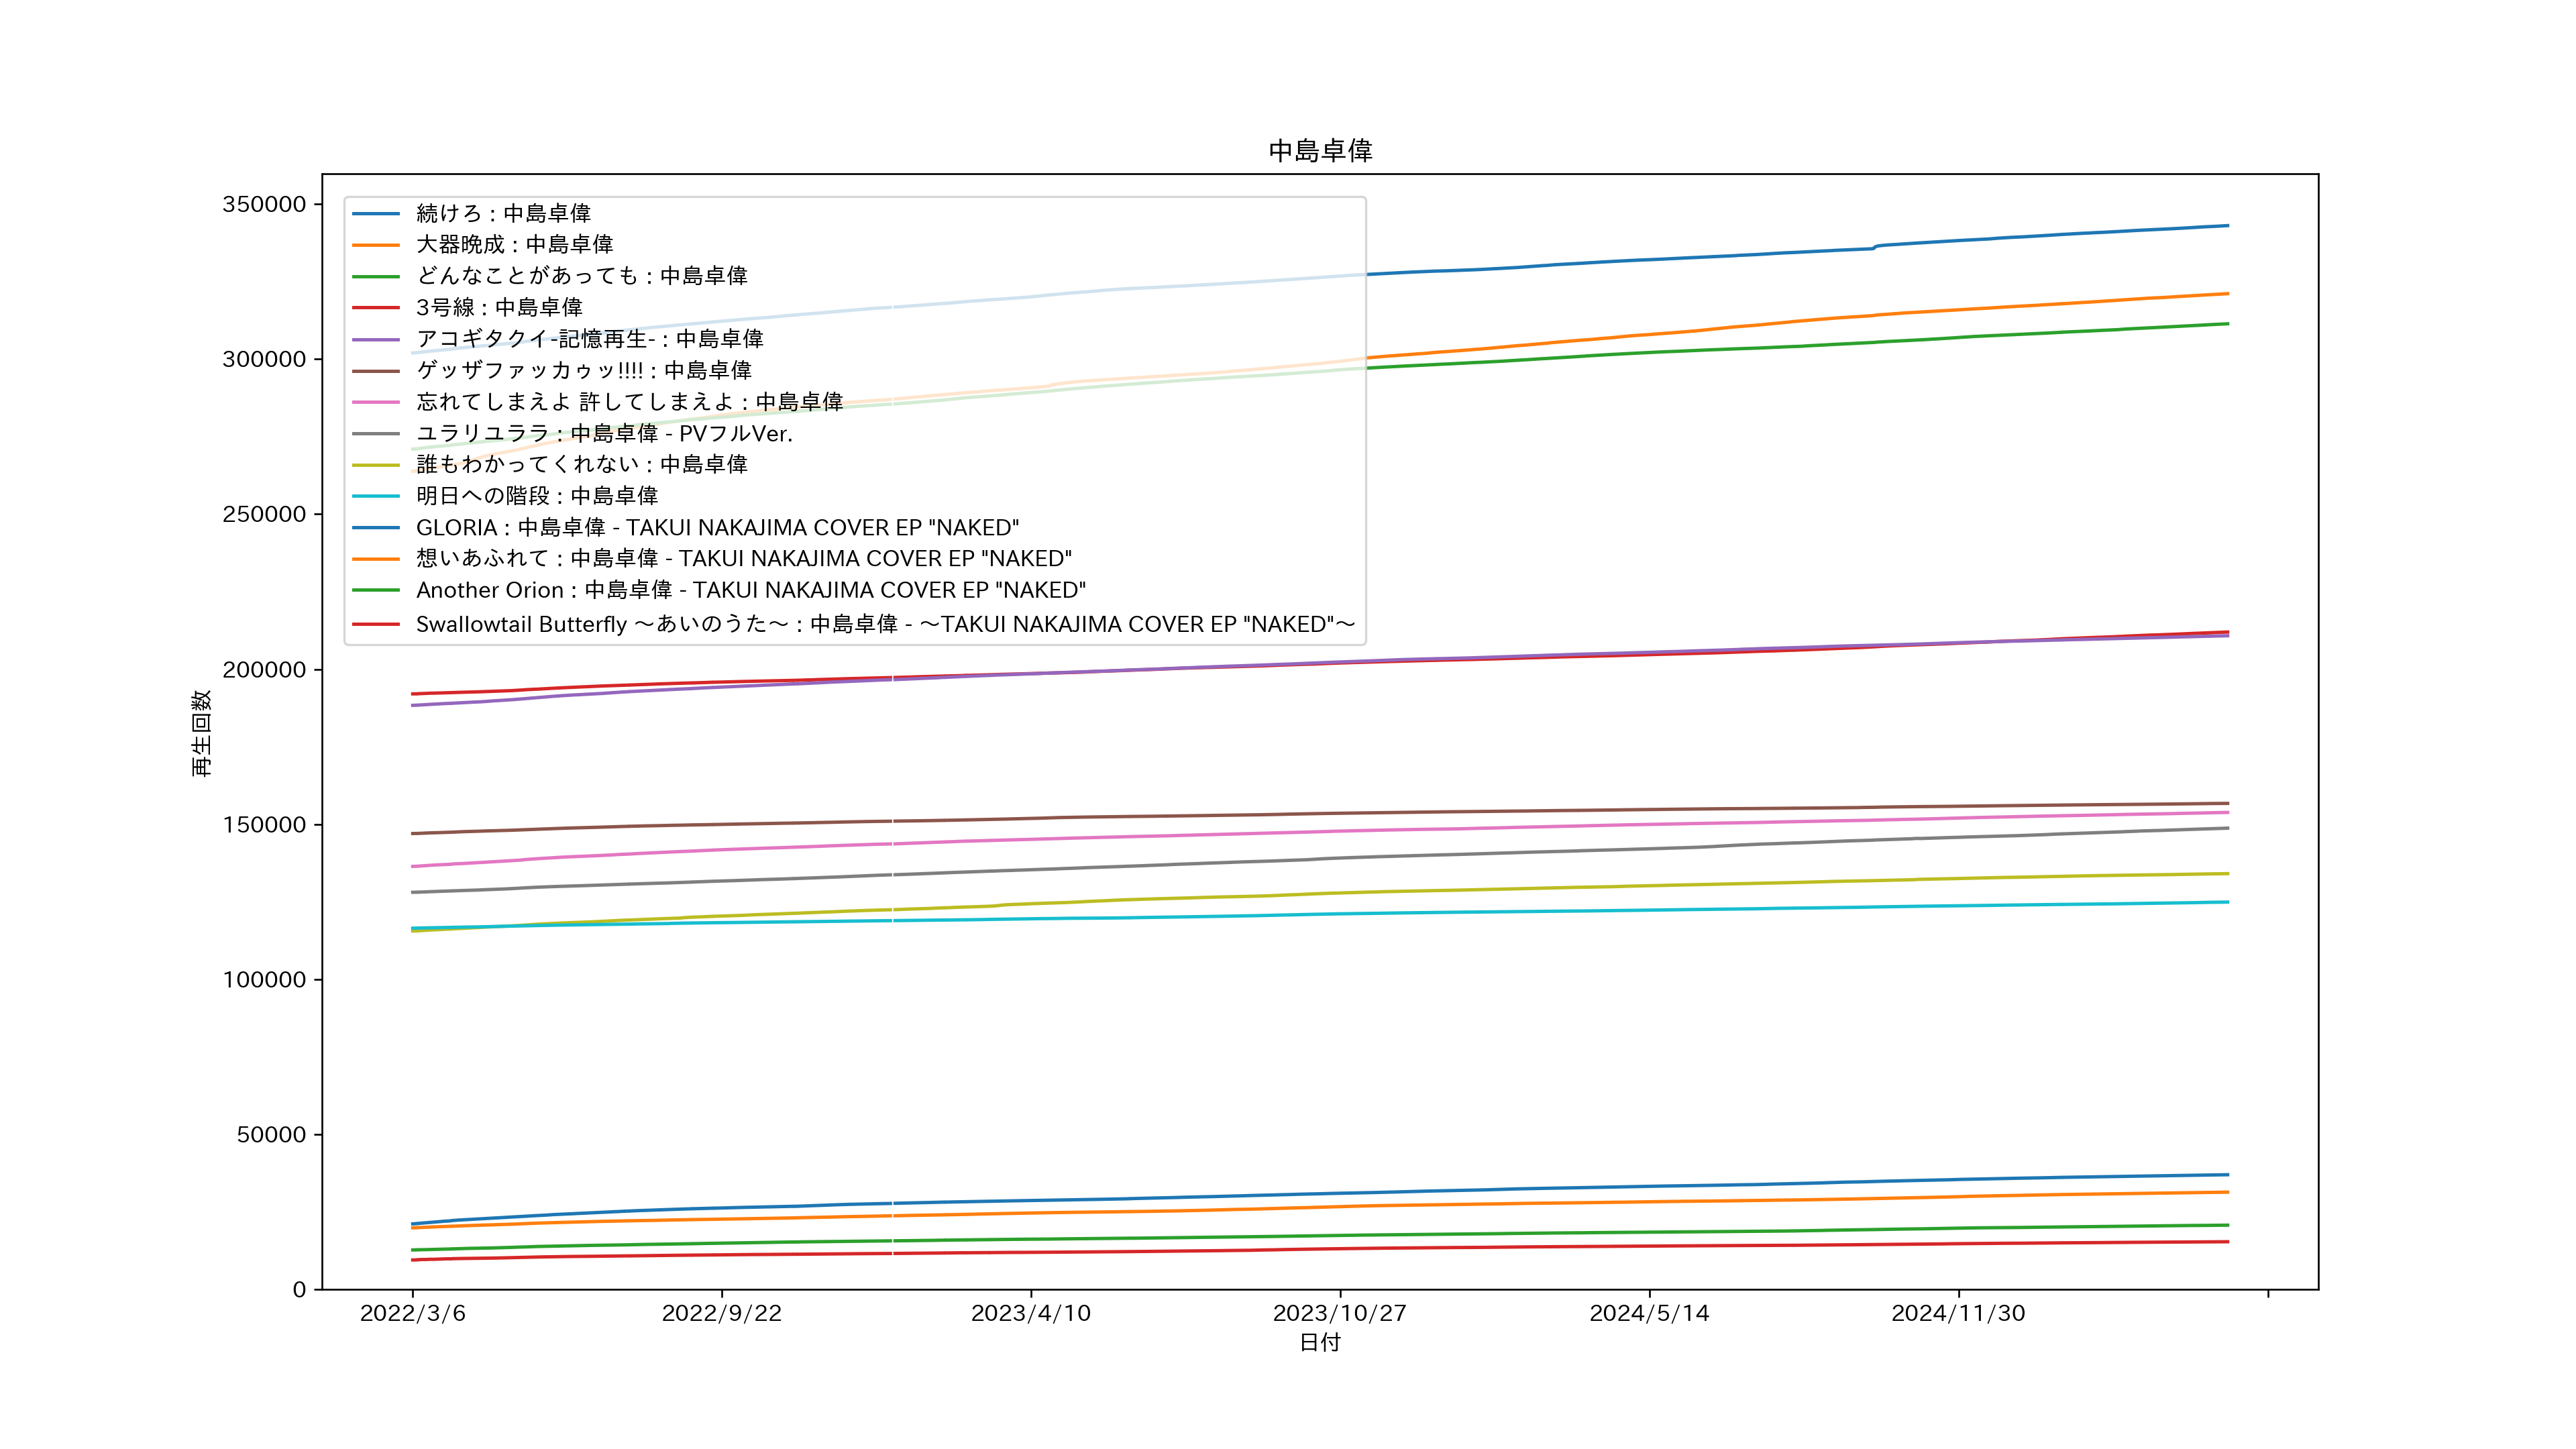 中島卓偉
350000
300000
250000
200000
150000
100000
50000
0
再生回数
続けろ : 中島卓偉
大器晩成 : 中島卓偉
どんなことがあっても : 中島卓偉
3号線 : 中島卓偉
アコギタクイ-記憶再生- : 中島卓偉
ゲッザファッカゥッ!!!! : 中島卓偉
忘れてしまえよ 許してしまえよ : 中島卓偉
ユラリユララ : 中島卓偉 - PVフルVer.
誰もわかってくれない : 中島卓偉
明日への階段 : 中島卓偉
GLORIA : 中島卓偉 - TAKUI NAKAJIMA COVER EP "NAKED"
想いあふれて : 中島卓偉 - TAKUI NAKAJIMA COVER EP "NAKED"
Another Orion : 中島卓偉 - TAKUI NAKAJIMA COVER EP "NAKED"
Swallowtail Butterfly ～あいのうた～ : 中島卓偉 - ～TAKUI NAKAJIMA COVER EP "NAKED"～
2022/3/6
2022/9/22
2023/4/10
2023/10/27
2024/5/14
2024/11/30
日付